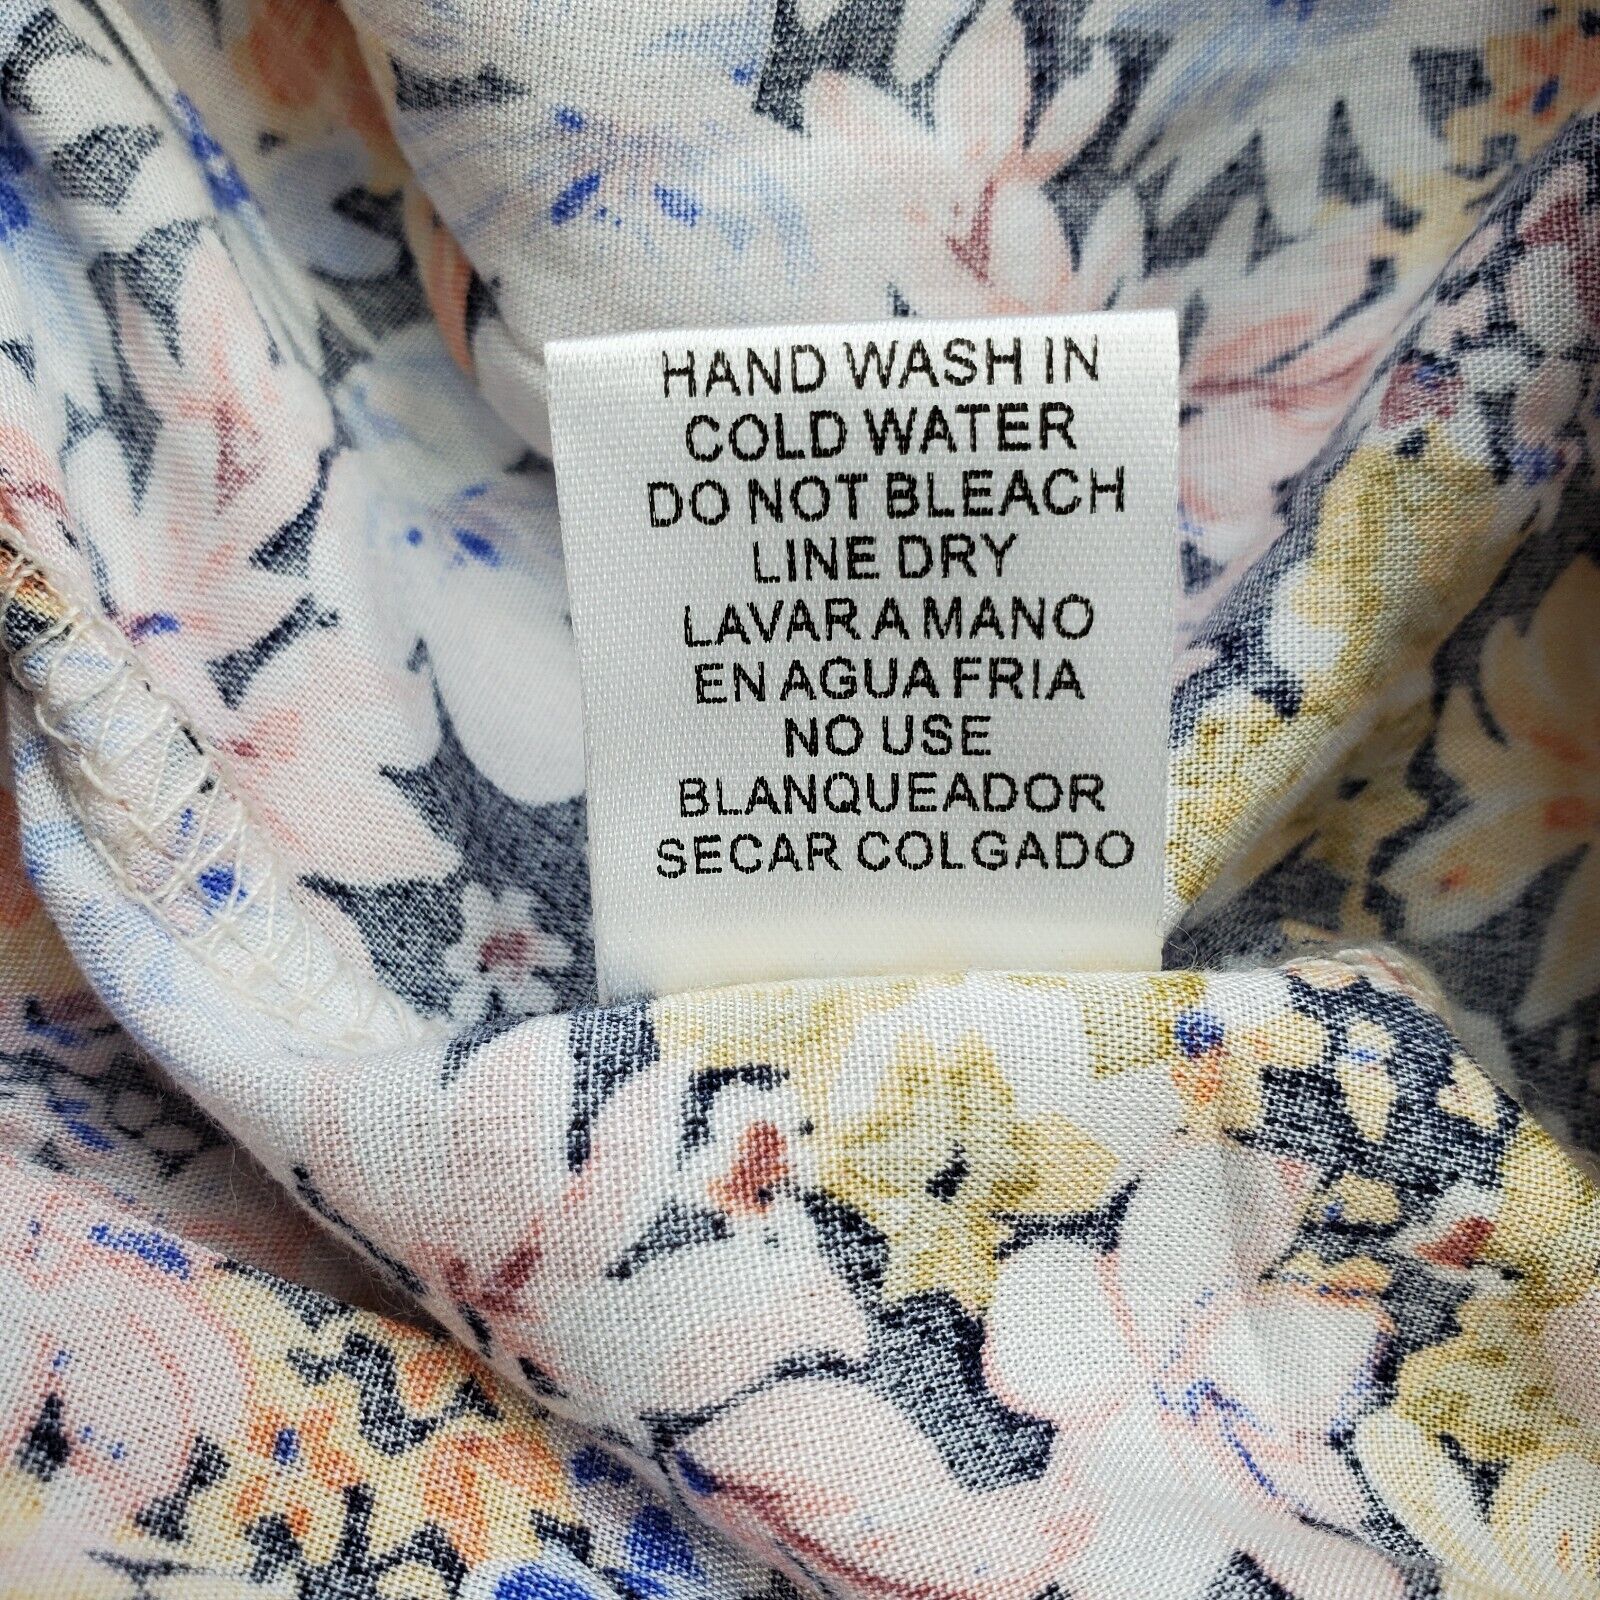 HAND WASH IN
COLD WATER
DO NOT BLEACH
LINE DRY
LAVAR A MANO
EN AGUA FRIA
NO USE
BLANQUEADOR
SECAR COLGADO